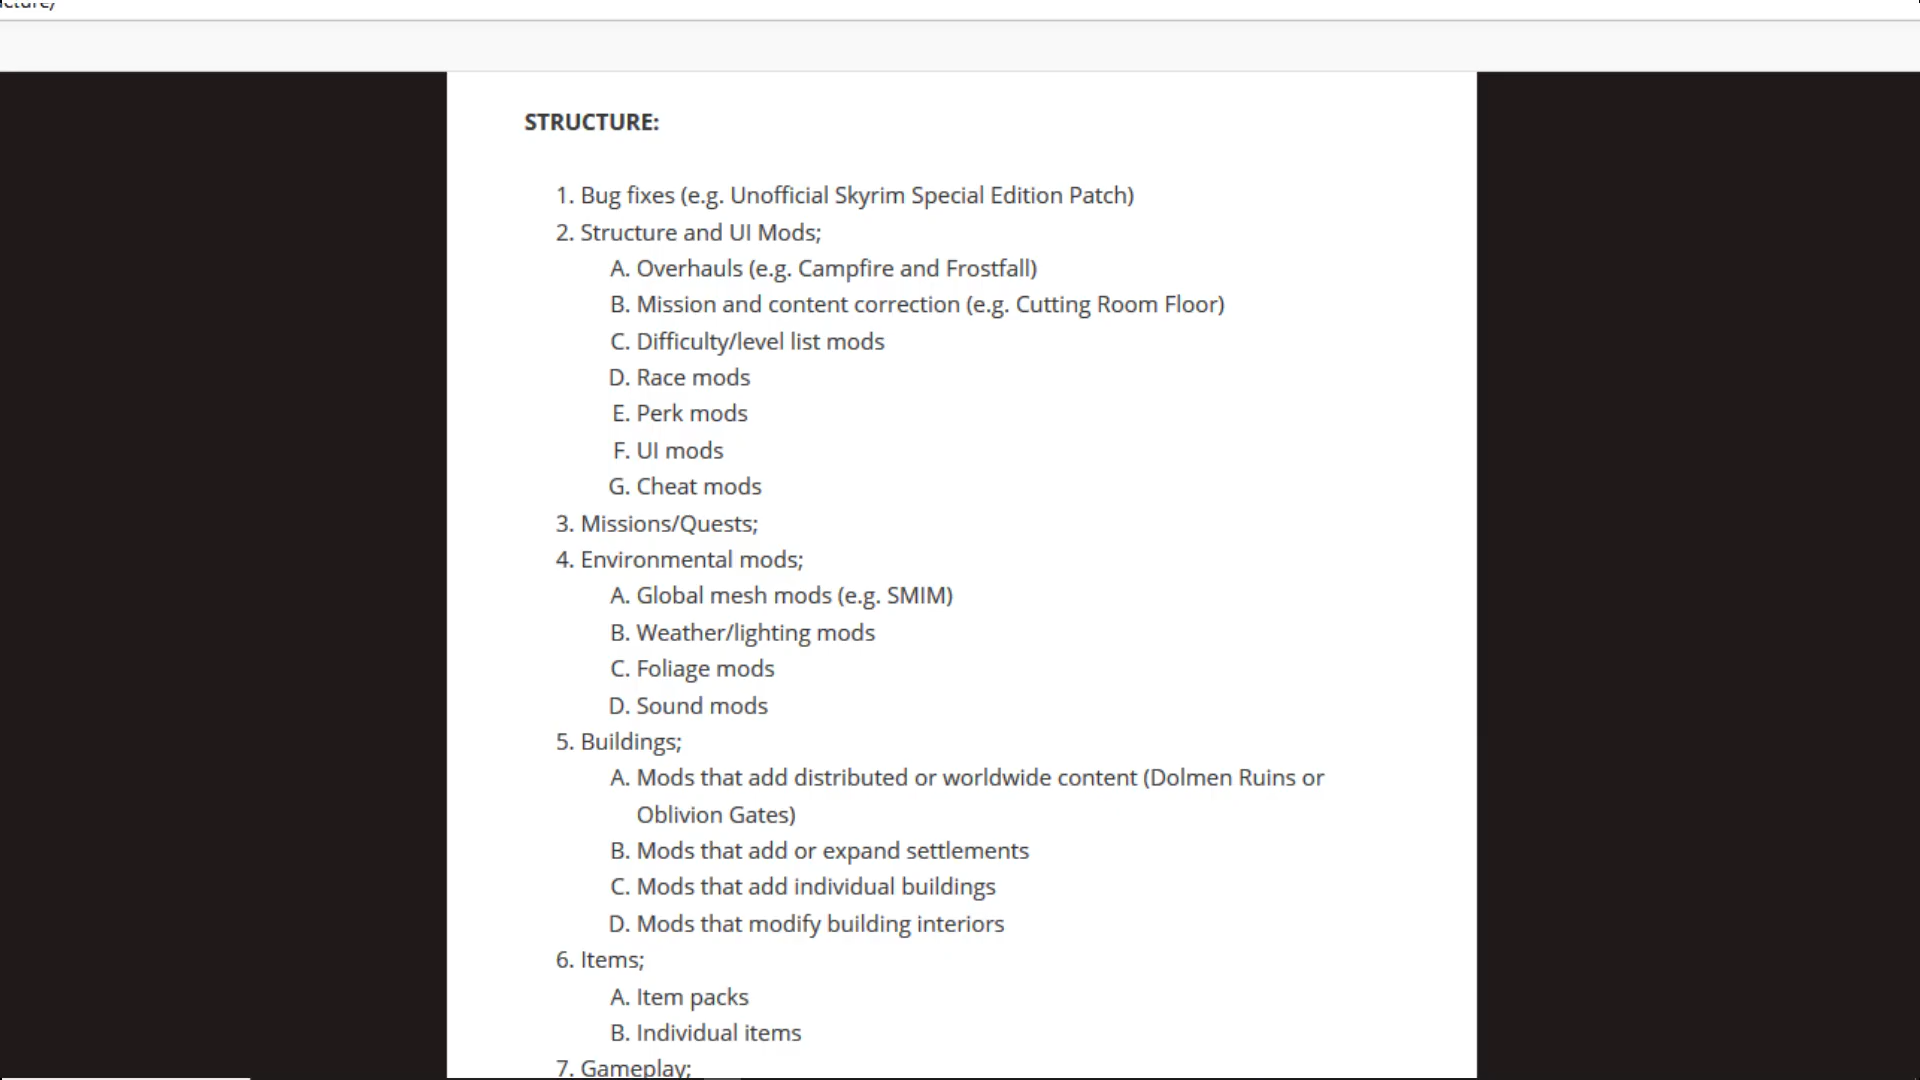 STRUCTURE:
1. Bug fixes (e.g. Unofficial Skyrim Special Edition Patch)
2. Structure and UI Mods;
A. Overhauls (e.g. Campfire and Frostfall)
B. Mission and content correction (e.g. Cutting Room Floor)
C. Difficulty/level list mods
D. Race mods
E. Perk mods
F. UI mods
G. Cheat mods
3. Missions/Quests;
4. Environmental mods;
A. Global mesh mods (e.g. SMIM)
B. Weather/lighting mods
C. Foliage mods
D. Sound mods
5. Buildings;
A. Mods that add distributed or worldwide content (Dolmen Ruins or
Oblivion Gates)
B. Mods that add or expand settlements
C. Mods that add individual buildings
D. Mods that modify building interiors
6. Items;
A. Item packs
B. Individual items
7. Gameplay;